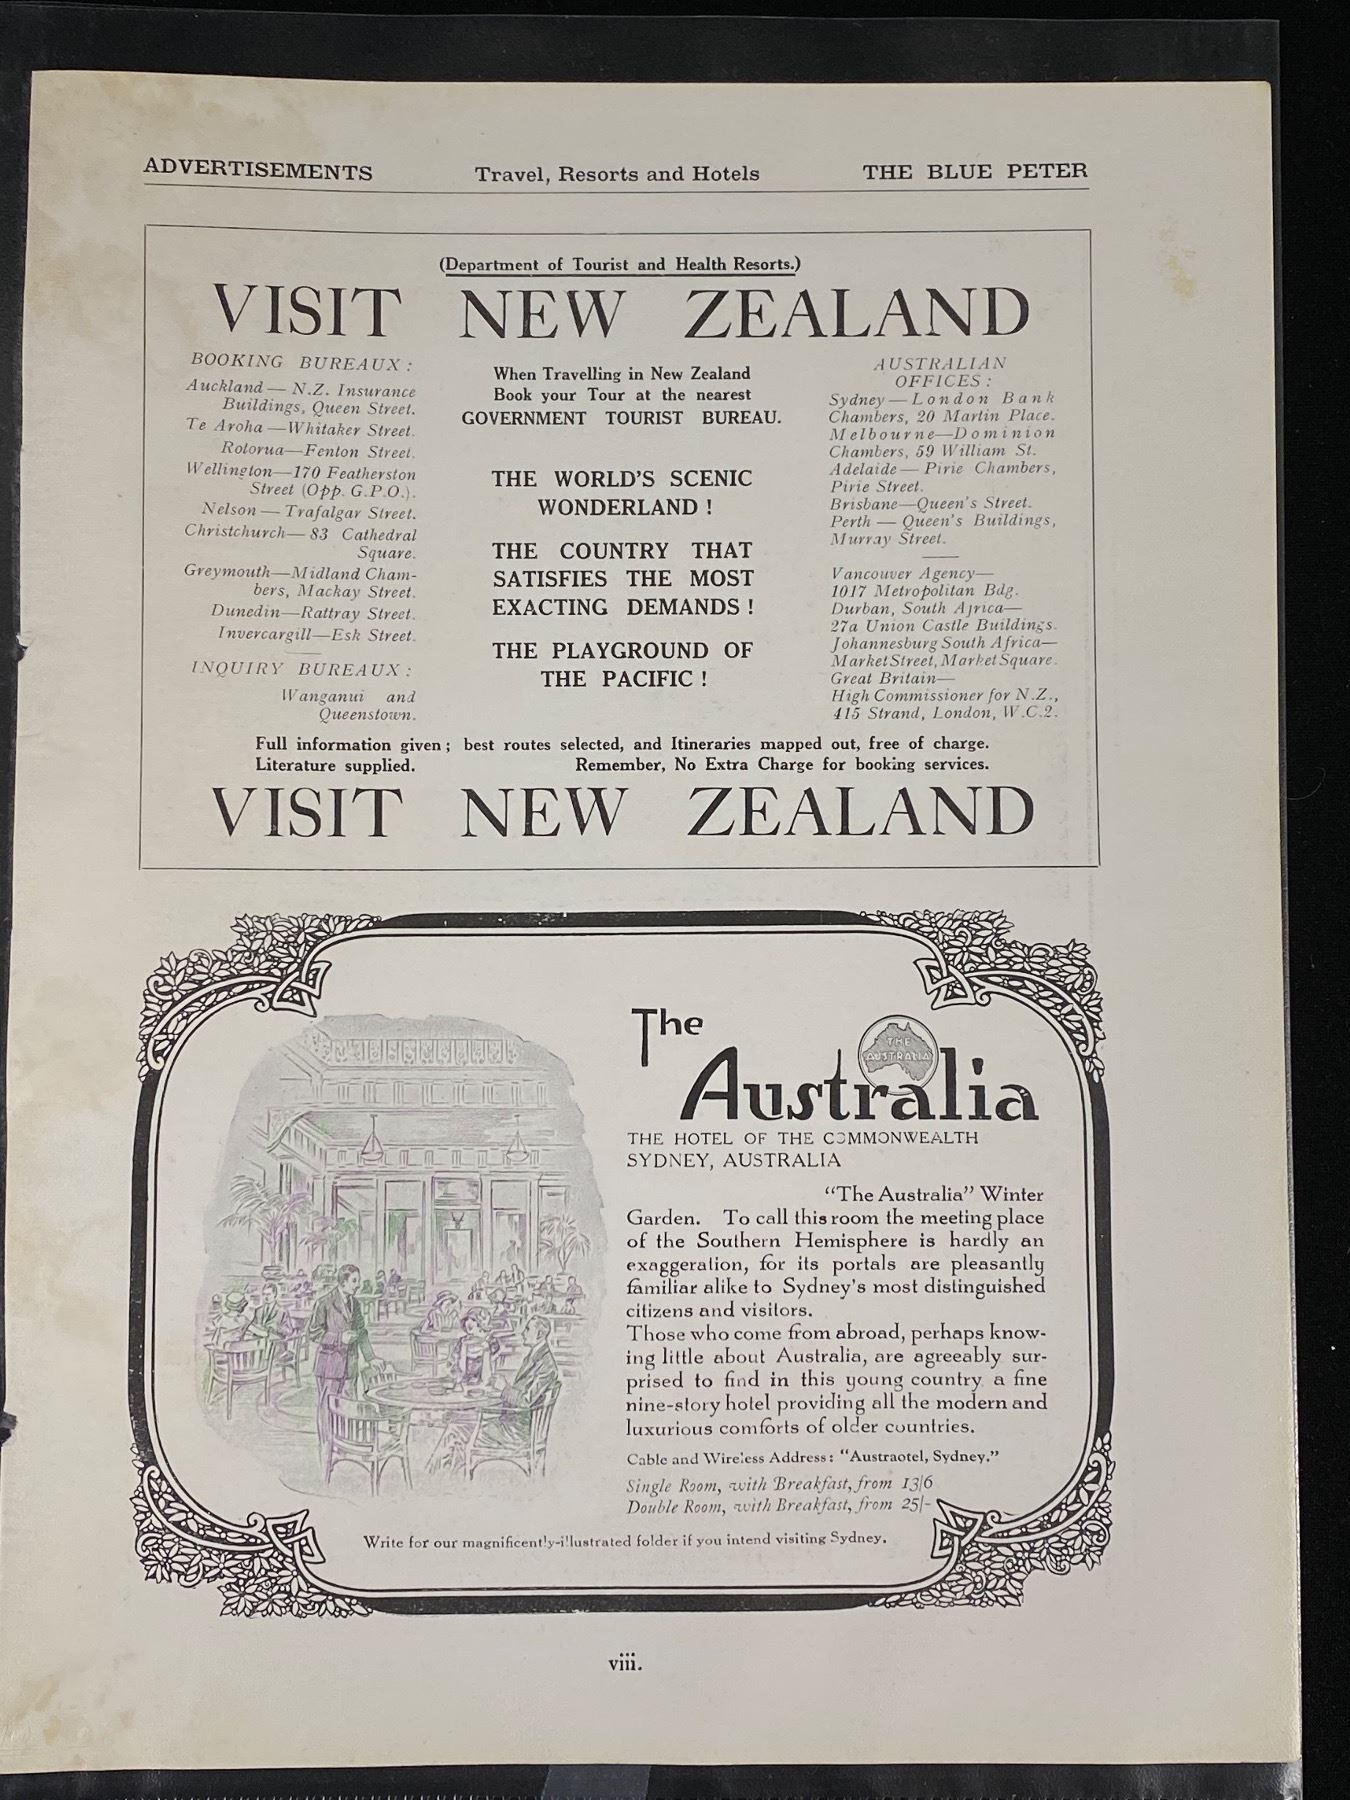 ADVERTISEMENTS Travel, Resorts and Hotels THE BLUE PETER
(Department of Tourist and Health Resorts.)
VISIT NEW ZEALAND
BOOKING BUREAUX:
Auckland — N.Z. Insurance
Buildings, Queen Street.
Te Aroha—Whitaker Street.
Rotorua—Fenton Street.
Wellington—170 Featherston
Street (Opp. G.P.O.).
Nelson — Trafalgar Street.
Christchurch— 83 Cathedral
Square.
Greymouth—Midland Cham-
bers, Mackay Street.
Dunedin—Rattray Street.
Invercargill—Esk Street.
INQUIRY BUREAUX:
Wanganui and
Queenstown.
When Travelling in New Zealand
Book your Tour at the nearest
GOVERNMENT TOURIST BUREAU.
THE WORLD'S SCENIC
WONDERLAND !
THE COUNTRY THAT
SATISFIES THE MOST
EXACTING DEMANDS !
THE PLAYGROUND OF
THE PACIFIC !
AUSTRALIAN
OFFICES:
Sydney—London Bank
Chambers, 20 Martin Place.
Melbourne—Dominion
Chambers, 59 William St.
Adelaide— Pirie Chambers,
Pirie Street.
Brisbane—Queen's Street.
Perth — Queen's Buildings,
Murray Street.
Vancouver Agency—
1017 Metropolitan Bdg.
Durban, South Africa—
27a Union Castle Buildings.
Johannesburg South Africa—
Market Street, Market Square.
Great Britain—
High Commissioner for N.Z.,
415 Strand, London, W.C.2.
Full information given; best routes selected, and Itineraries mapped out, free of charge.
Literature supplied. Remember, No Extra Charge for booking services.
VISIT NEW ZEALAND
The
Australia
THE
AUSTRALIA
THE HOTEL OF THE COMMONWEALTH
SYDNEY, AUSTRALIA
"The Australia" Winter
Garden. To call this room the meeting place
of the Southern Hemisphere is hardly an
exaggeration, for its portals are pleasantly
familiar alike to Sydney's most distinguished
citizens and visitors.
Those who come from abroad, perhaps know-
ing little about Australia, are agreeably sur-
prised to find in this young country a fine
nine-story hotel providing all the modern and
luxurious comforts of older countries.
Cable and Wireless Address: "Austraotel, Sydney."
Single Room, with Breakfast, from 13/6
Double Room, with Breakfast, from 25/-
Write for our magnificently-illustrated folder if you intend visiting Sydney.
viii.